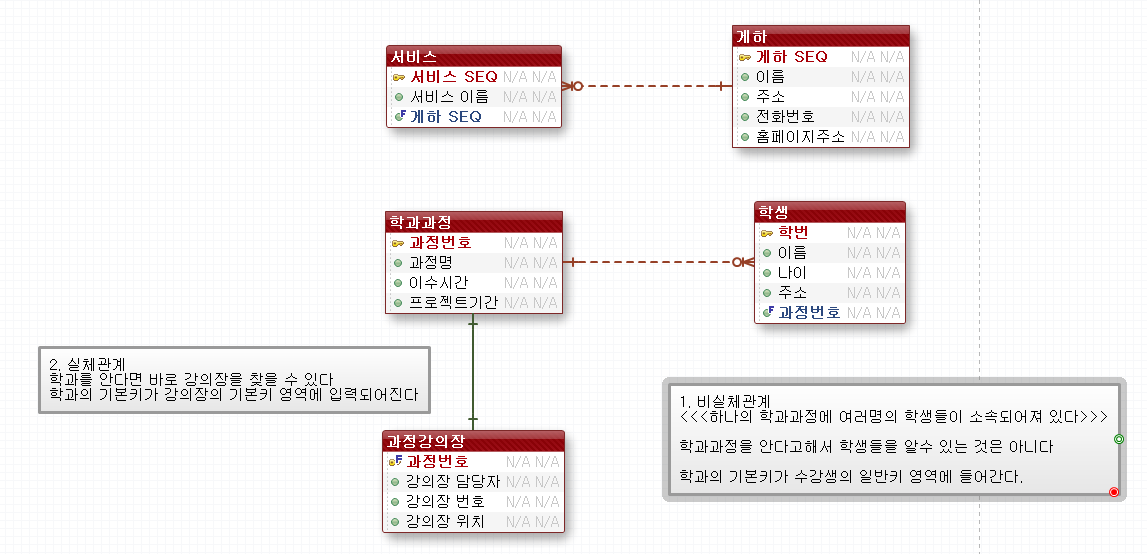 서비스
서비스 SEQ N/A N/A
서비스 이름 N/A N/A
게하 SEQ N/A N/A
게하
게하 SEQ N/A N/A
이름 N/A N/A
주소 N/A N/A
전화번호 N/A N/A
홈페이지주소 N/A N/A
학과과정
과정번호 N/A N/A
과정명 N/A N/A
이수시간 N/A N/A
프로젝트기간 N/A N/A
학생
학번 N/A N/A
이름 N/A N/A
나이 N/A N/A
주소 N/A N/A
F 과정번호 N/A N/A
2. 실체관계
학과를 안다면 바로 강의장을 찾을 수 있다
학과의 기본키가 강의장의 기본키 영역에 입력되어진다
1. 비실체관계
<<<하나의 학과과정에 여러명의 학생들이 소속되어져 있다>>>
학과과정을 안다고해서 학생들을 알수 있는 것은 아니다
학과의 기본키가 수강생의 일반키 영역에 들어간다.
과정강의장
F 과정번호 N/A N/A
강의장 담당자 N/A N/A
강의장 번호 N/A N/A
강의장 위치 N/A N/A